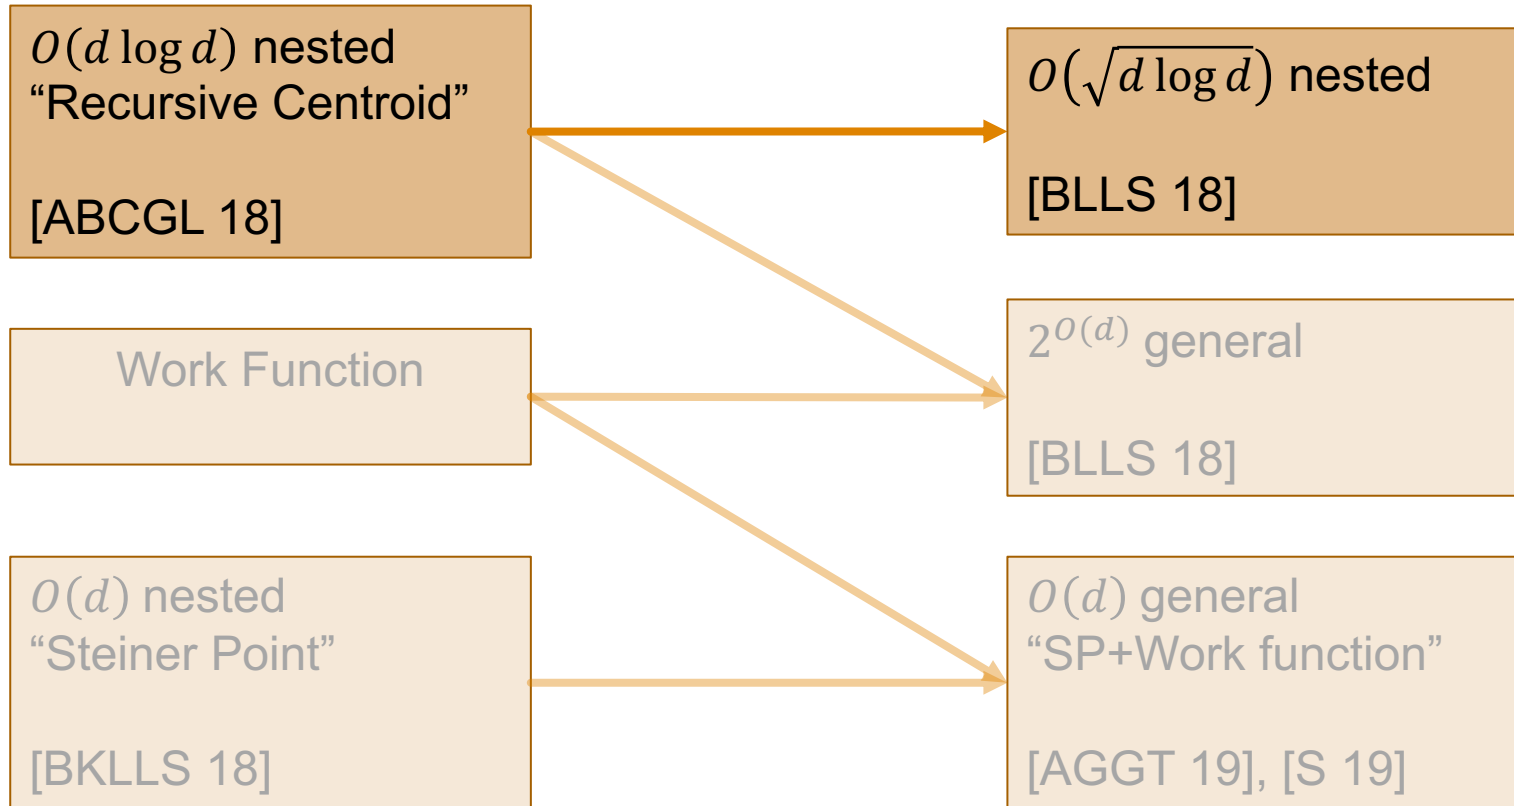 O(d log d) nested
“Recursive Centroid”
[ABCGL 18]
O(√(d log d)) nested
[BLLS 18]
Work Function
2^{O(d)} general
[BLLS 18]
O(d) nested
“Steiner Point”
[BKLLS 18]
O(d) general
“SP+Work function”
[AGGT 19], [S 19]